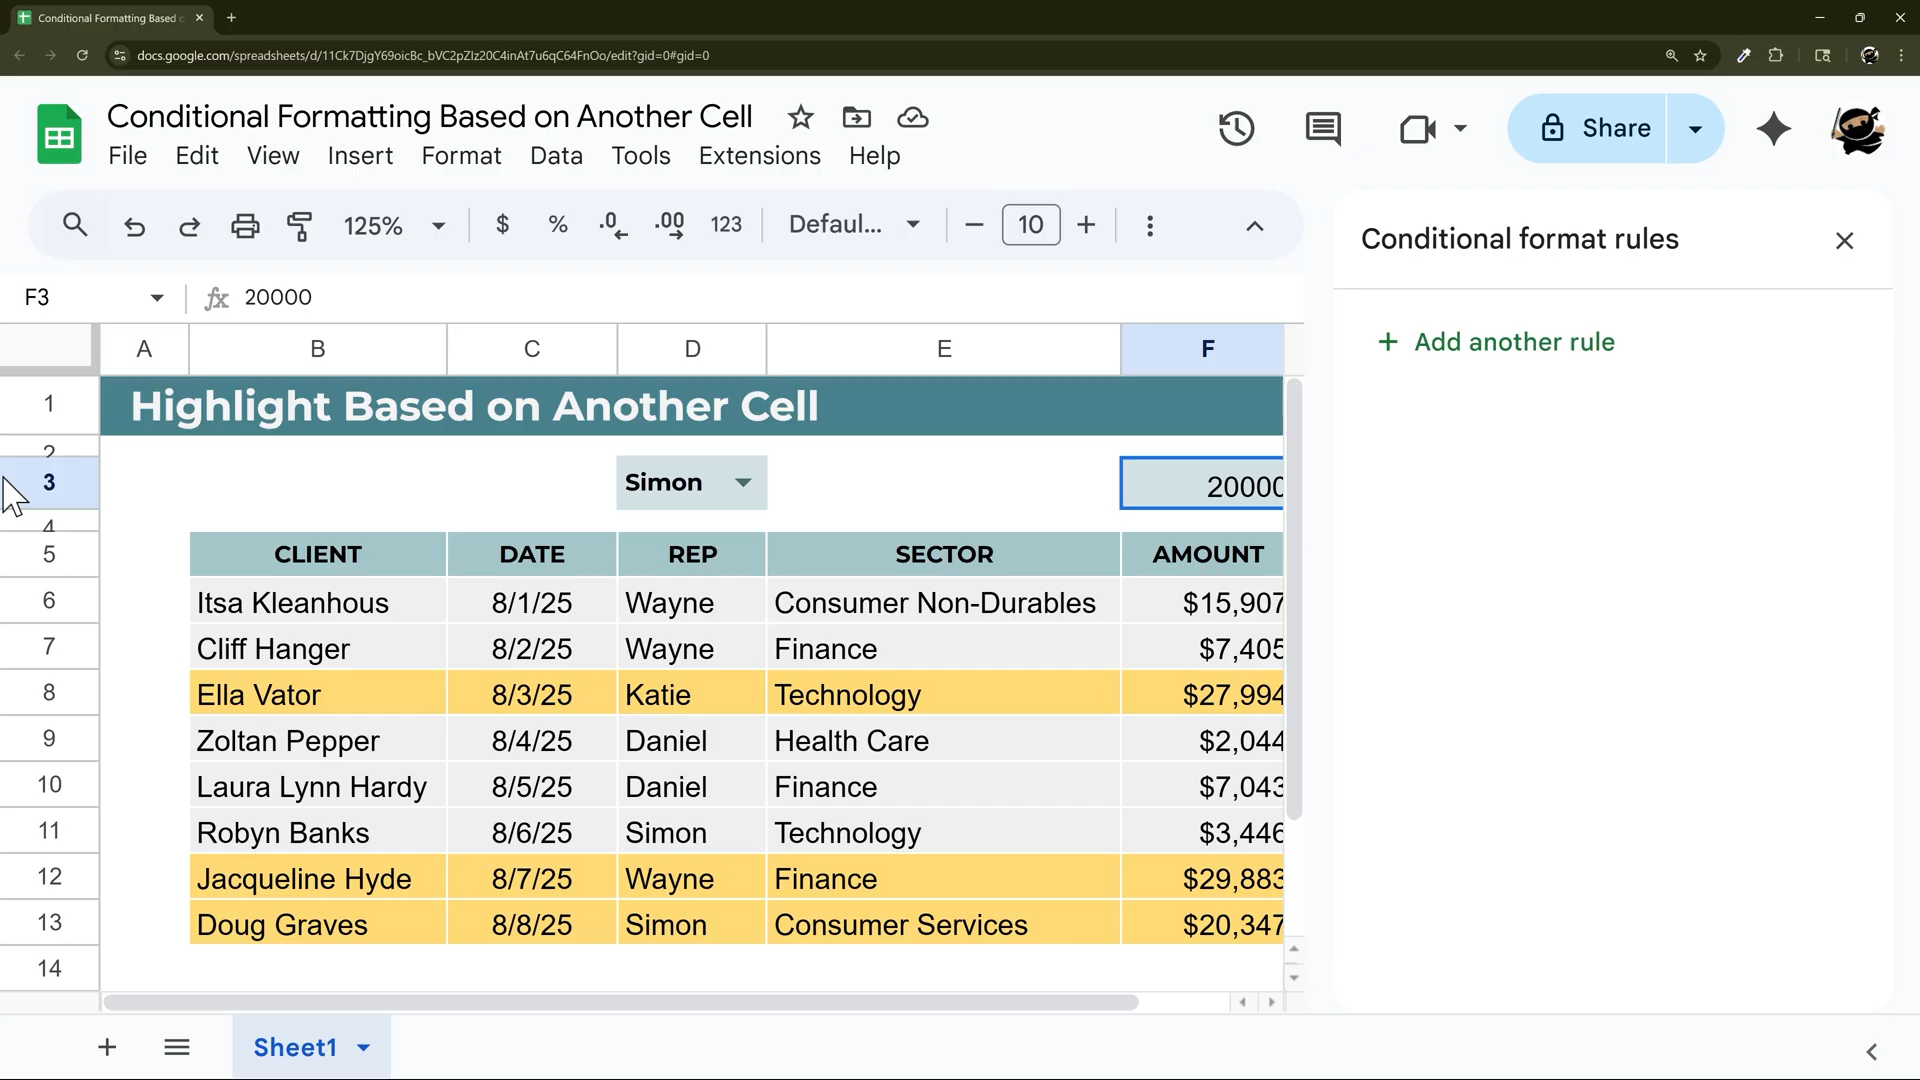 Conditional Formatting Based
docs.google.com/spreadsheets/d/11Ck7DjgY69oicBc_bVC2pZlz20C4inAt7u6qC64FnOo/edit?gid=0#gid=0
Conditional Formatting Based on Another Cell
File Edit View Insert Format Data Tools Extensions Help
Share
125% $ % .0 .00 123 Defaul... 10
Conditional format rules
F3 fx 20000
Add another rule
A B C D E F
1 Highlight Based on Another Cell
2
3 Simon 20000
4
5 CLIENT DATE REP SECTOR AMOUNT
6 Itsa Kleanhous 8/1/25 Wayne Consumer Non-Durables $15,907
7 Cliff Hanger 8/2/25 Wayne Finance $7,405
8 Ella Vator 8/3/25 Katie Technology $27,994
9 Zoltan Pepper 8/4/25 Daniel Health Care $2,044
10 Laura Lynn Hardy 8/5/25 Daniel Finance $7,043
11 Robyn Banks 8/6/25 Simon Technology $3,446
12 Jacqueline Hyde 8/7/25 Wayne Finance $29,883
13 Doug Graves 8/8/25 Simon Consumer Services $20,347
14
Sheet1